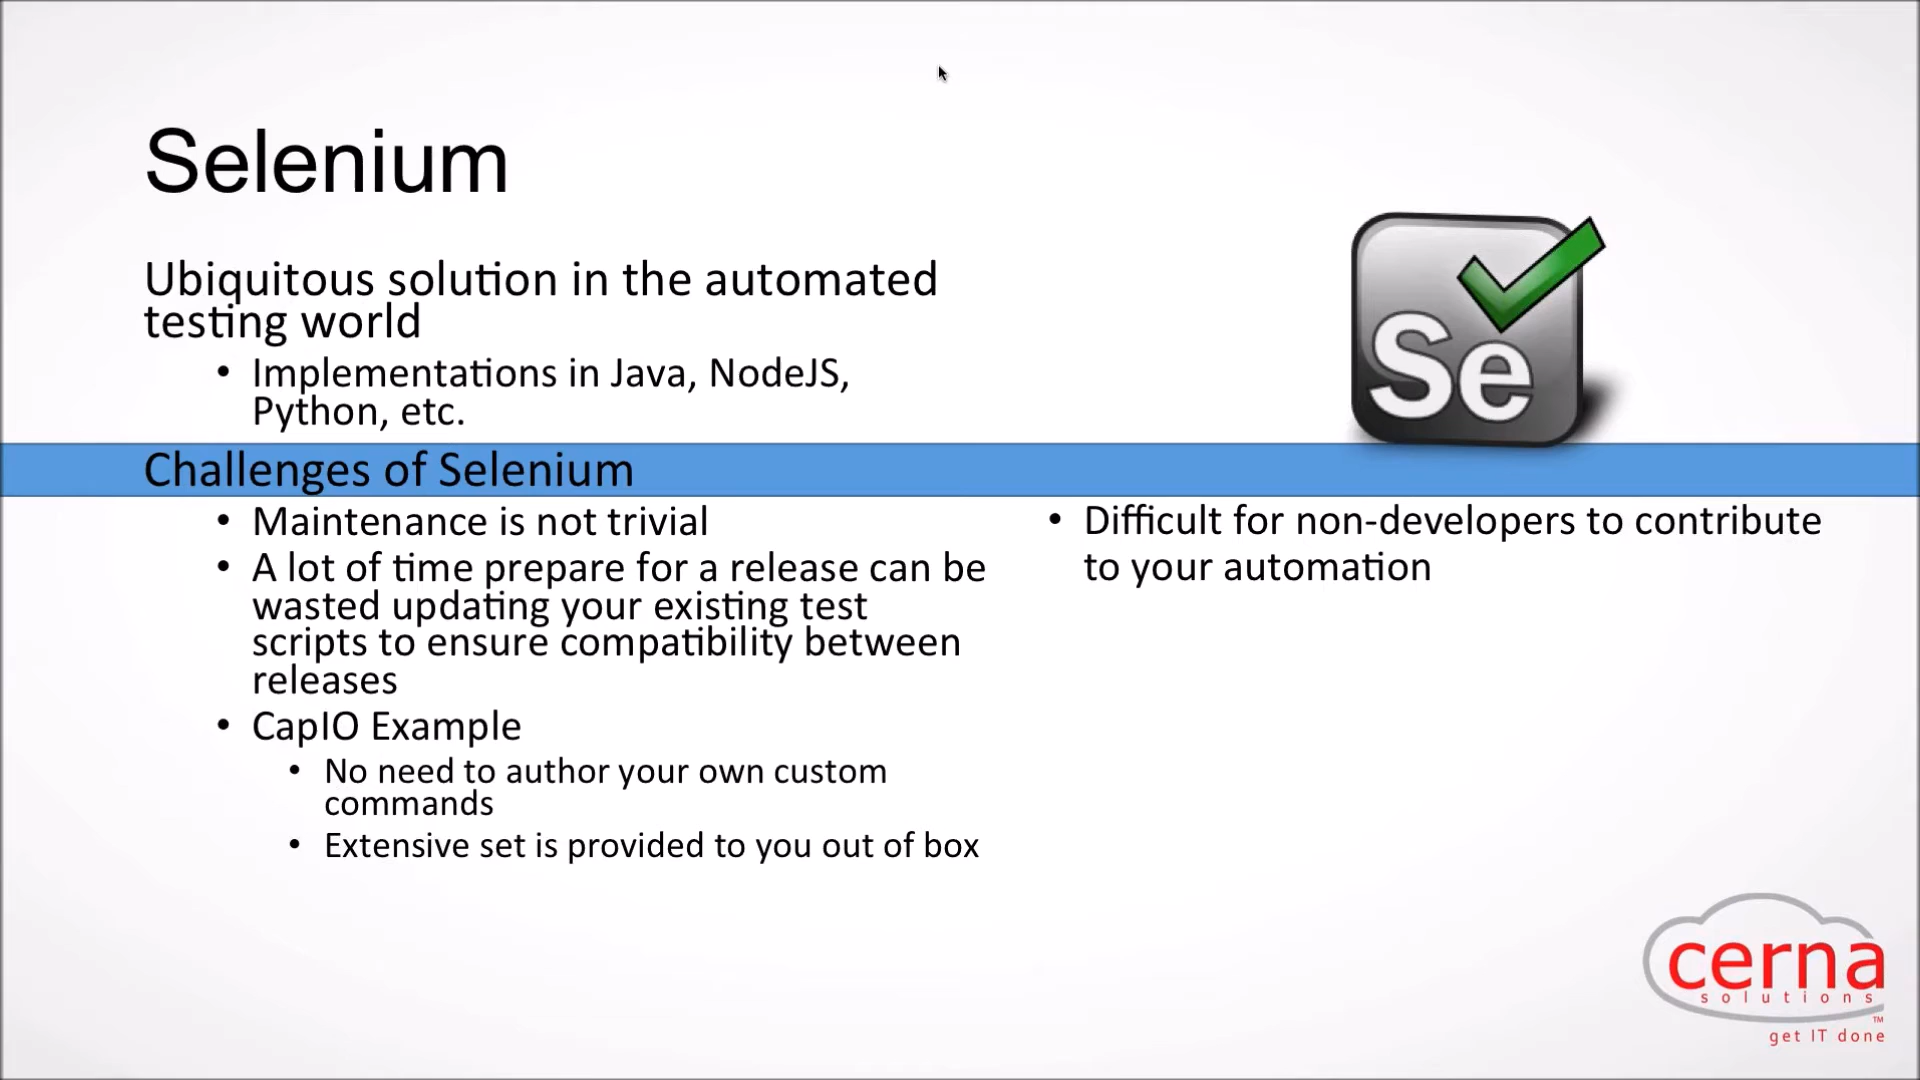 Selenium
Ubiquitous solution in the automated
testing world
• Implementations in Java, NodeJS,
Python, etc.
Se
Challenges of Selenium
• Maintenance is not trivial
• A lot of time prepare for a release can be
wasted updating your existing test
scripts to ensure compatibility between
releases
• CapIO Example
• No need to author your own custom
commands
• Extensive set is provided to you out of box
• Difficult for non-developers to contribute
to your automation
cerna
solutions
™
get IT done